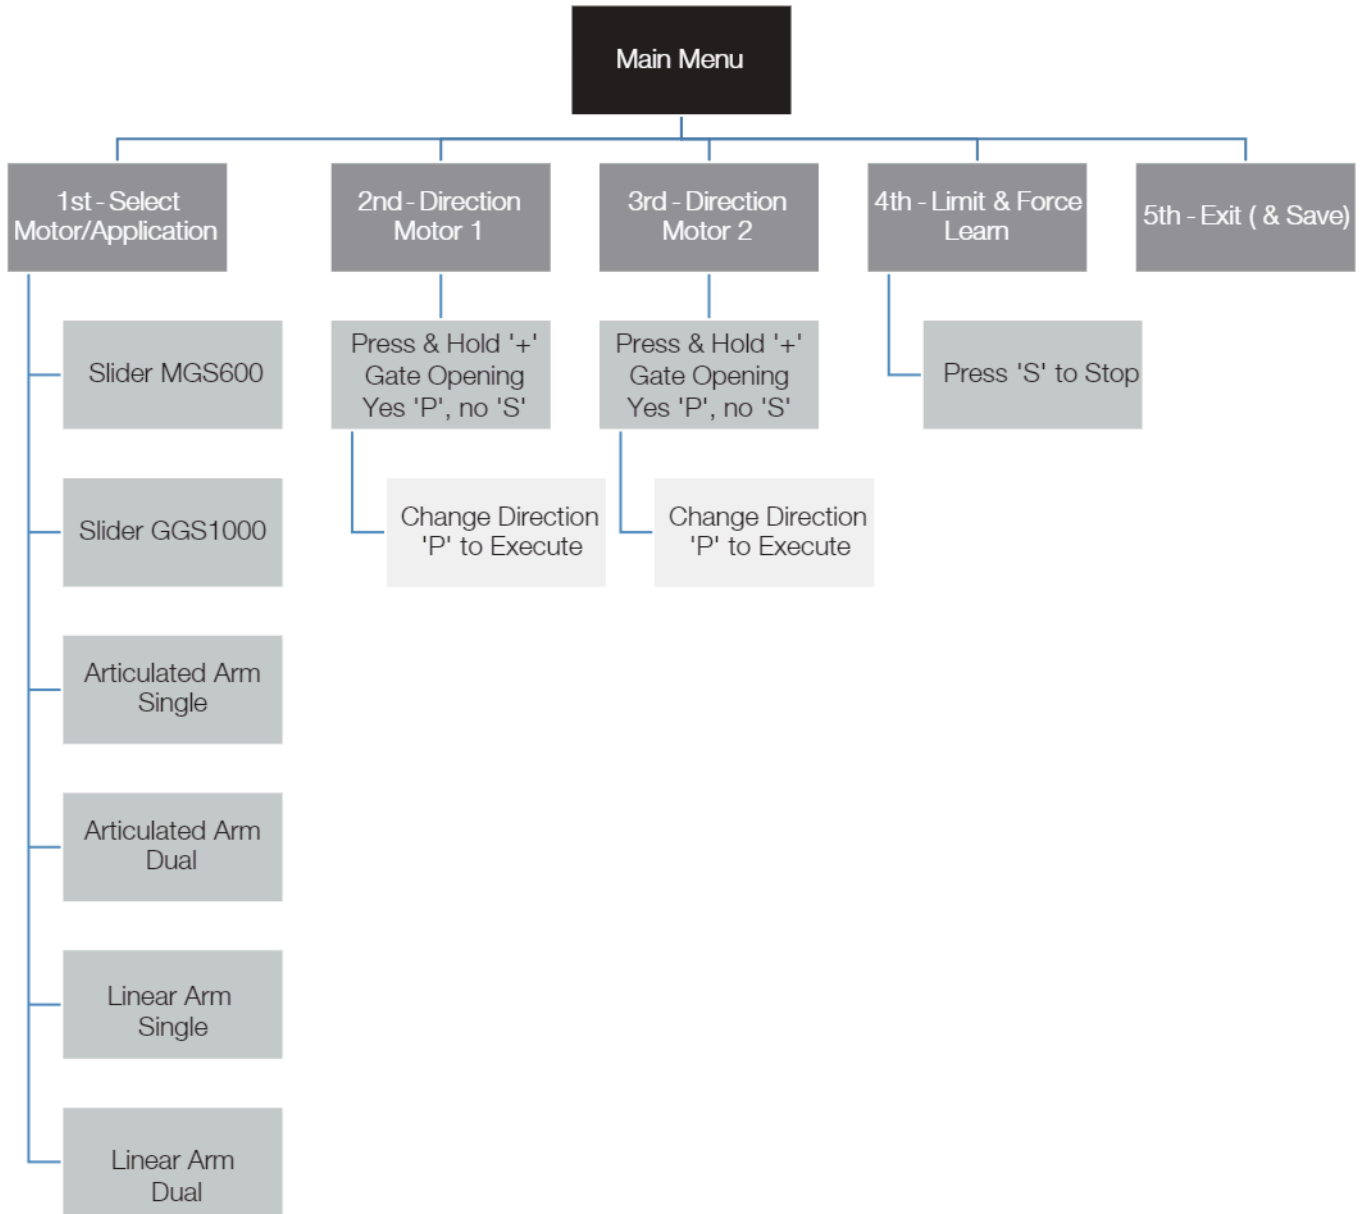 Main Menu
1st - Select
Motor/Application
2nd - Direction
Motor 1
3rd - Direction
Motor 2
4th - Limit & Force
Learn
5th - Exit ( & Save)
Slider MGS600
Slider GGS1000
Articulated Arm
Single
Articulated Arm
Dual
Linear Arm
Single
Linear Arm
Dual
Press & Hold '+'
Gate Opening
Yes 'P', no 'S'
Change Direction
'P' to Execute
Press & Hold '+'
Gate Opening
Yes 'P', no 'S'
Change Direction
'P' to Execute
Press 'S' to Stop